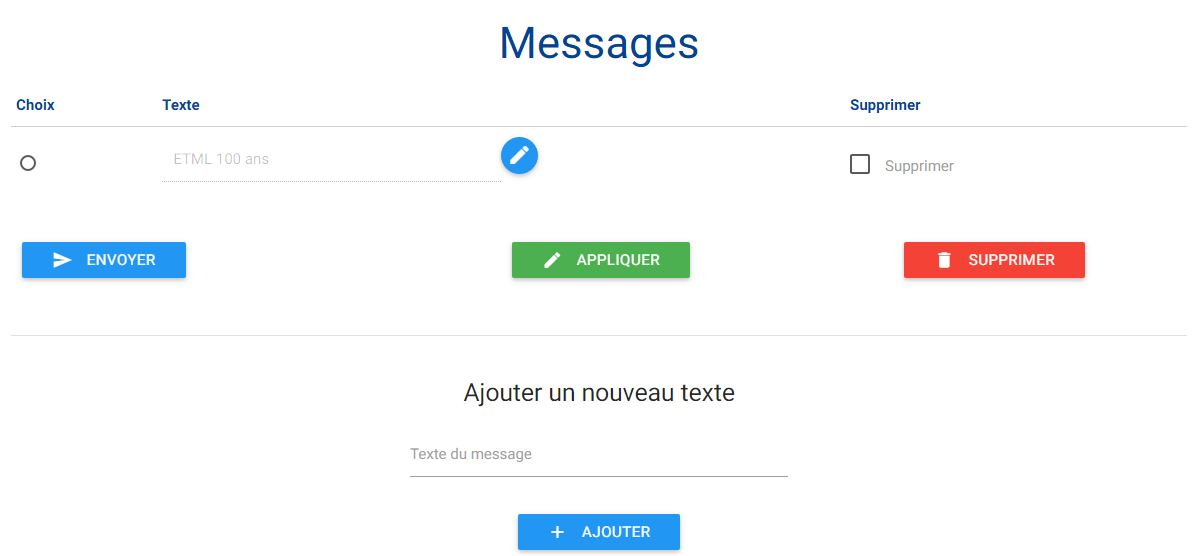 Messages
Choix Texte Supprimer
ETML 100 ans Supprimer
ENVOYER APPLIQUER SUPPRIMER
Ajouter un nouveau texte
Texte du message
AJOUTER